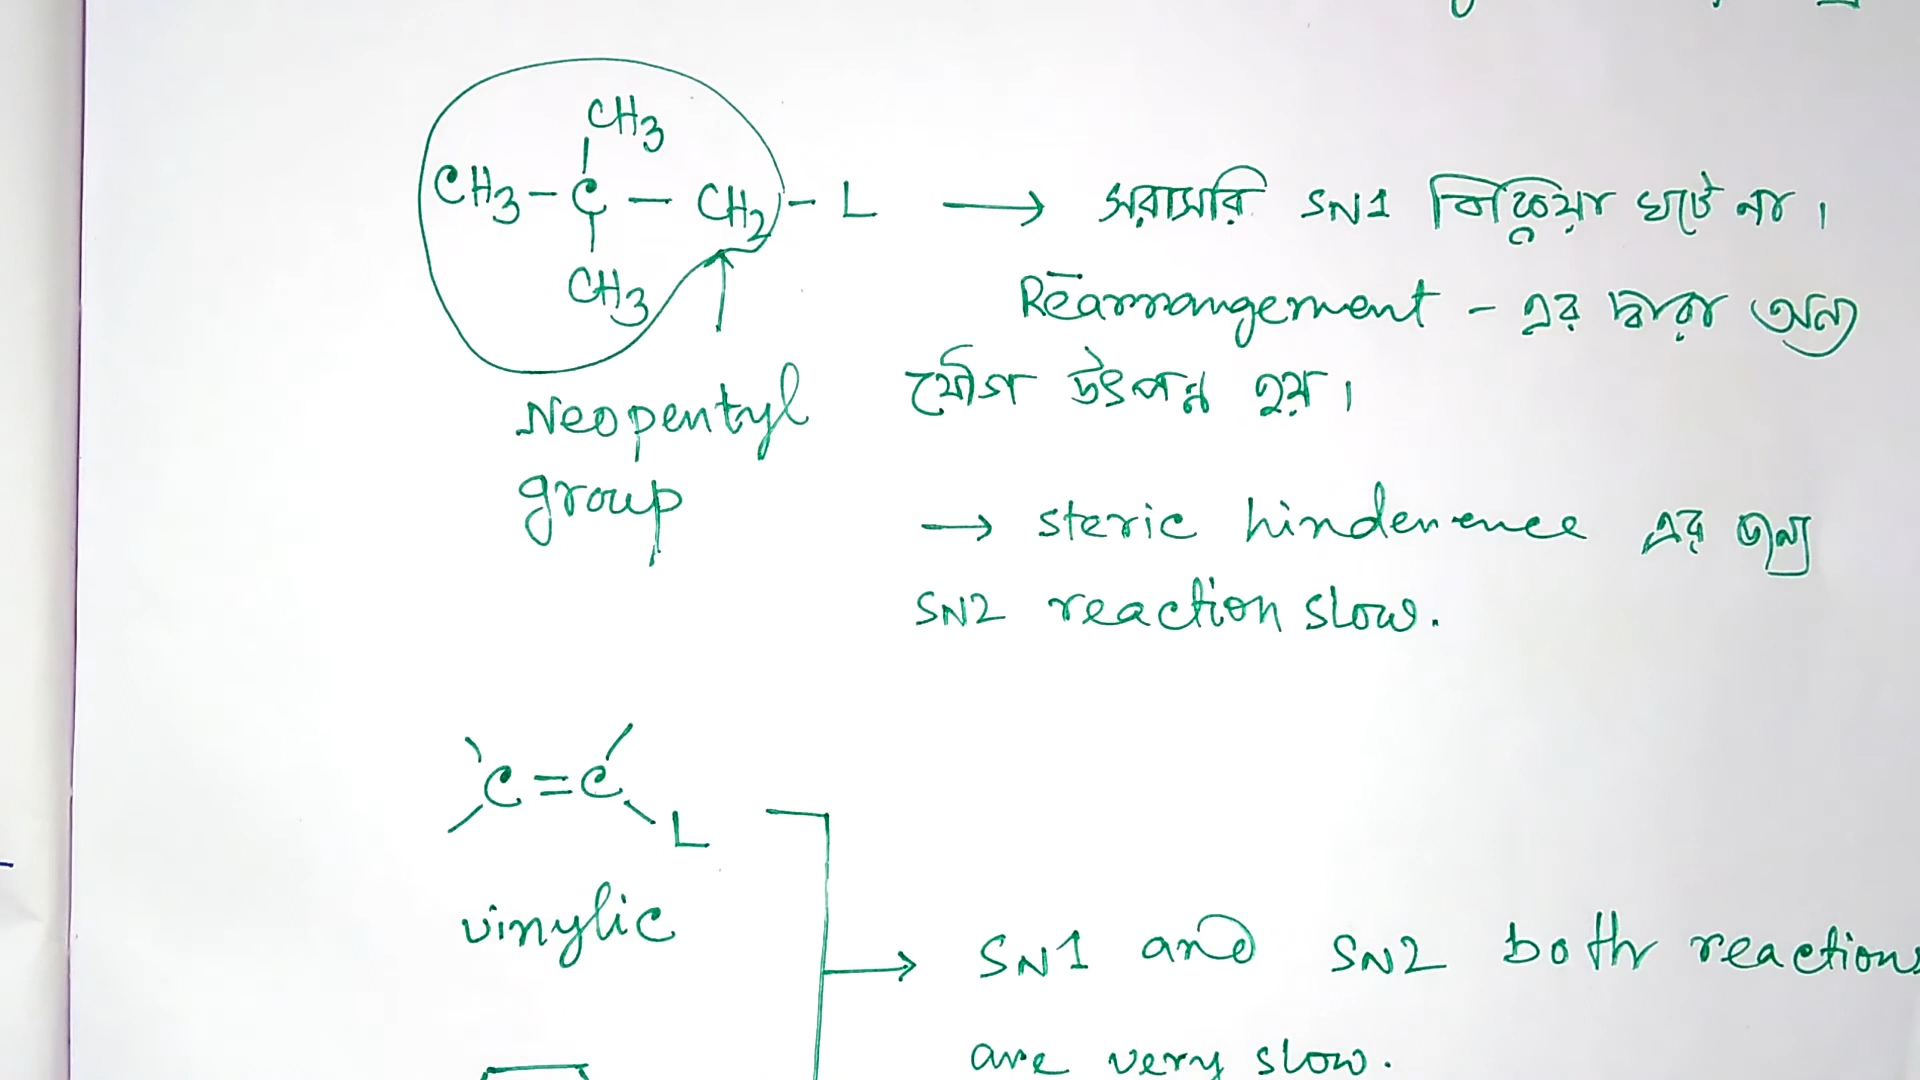 CH3
CH3 - C - CH2 - L → সরাসরি SN1 বিক্রিয়া ঘটে না।
CH3
Rearrangement - এর দ্বারা অন্য
যৌগ উৎপন্ন হয়।
Neopentyl
group
→ steric hinderence এর জন্য
SN2 reaction slow.
C = C
L
vinylic
→ SN1 and SN2 both reactions
are very slow.